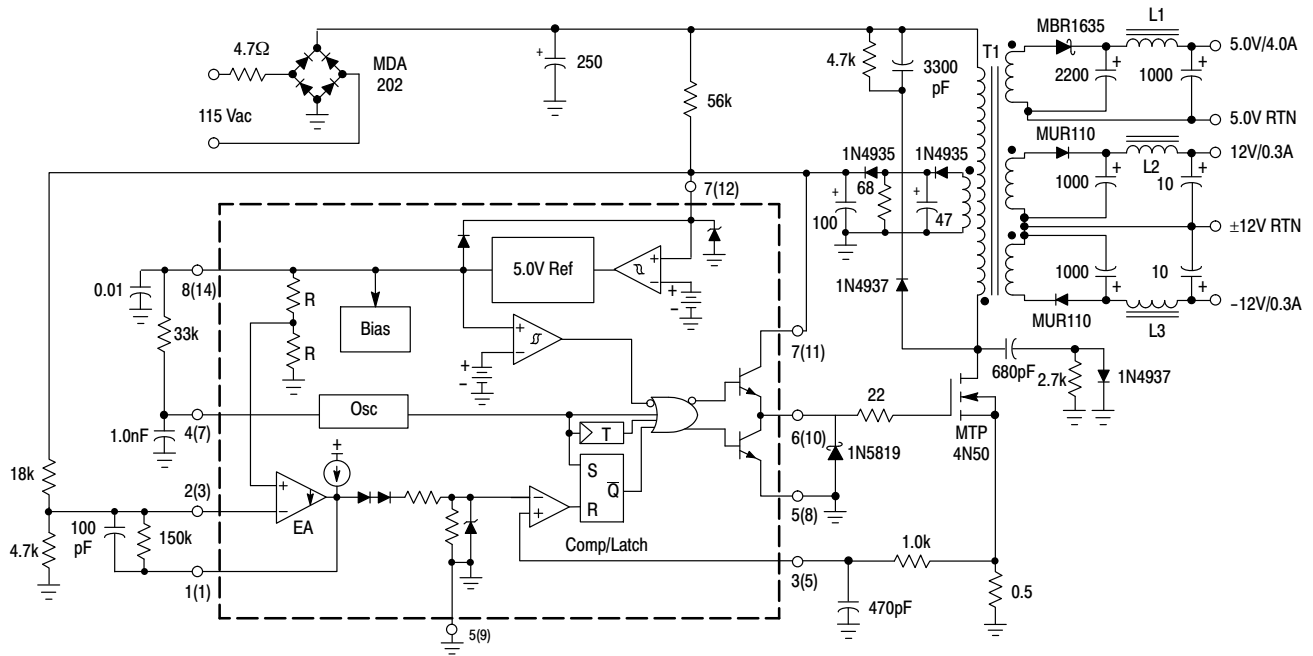 4.7Ω
MDA
202
115 Vac
+
250
56k
4.7k
3300
pF
T1
MBR1635
L1
5.0V/4.0A
+
2200
+
1000
5.0V RTN
MUR110
12V/0.3A
L2
+
1000
10
+
±12V RTN
1000
+
10
+
MUR110
L3
–12V/0.3A
1N4935
1N4935
68
+
100
+
47
1N4937
680pF
2.7k
1N4937
7(12)
5.0V Ref
+
–
+
–
0.01
8(14)
33k
R
R
Bias
+
–
+
–
7(11)
Osc
4(7)
1.0nF
T
6(10)
22
1N5819
MTP
4N50
S
Q
R
5(8)
18k
2(3)
+
–
EA
+
–
+
Comp/Latch
100
pF
150k
4.7k
1(1)
3(5)
1.0k
470pF
0.5
5(9)